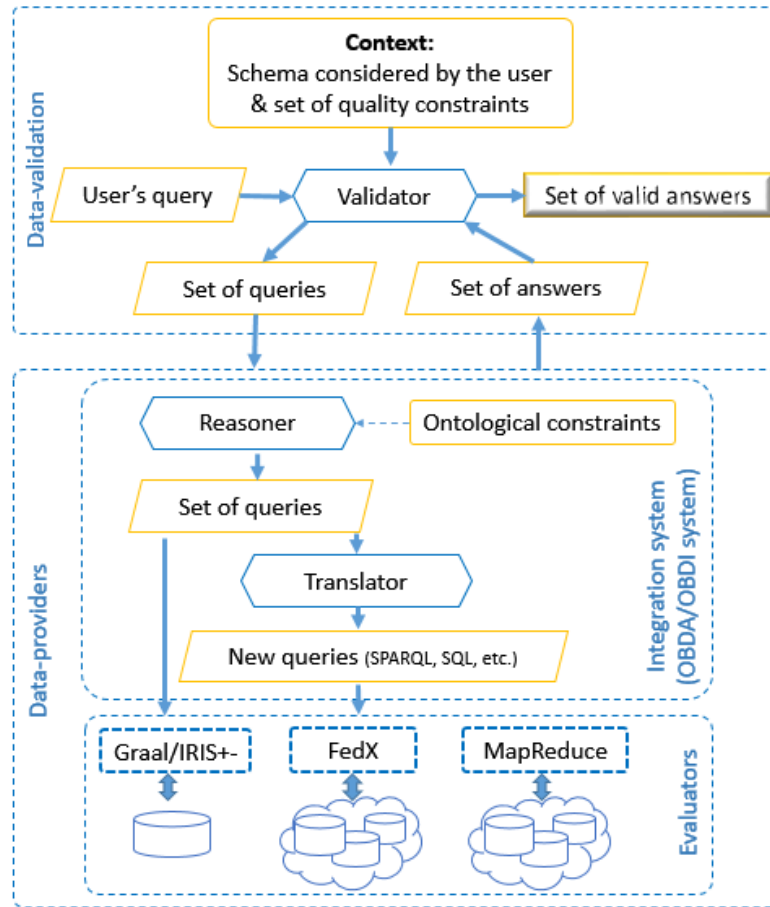 Context:
Schema considered by the user
& set of quality constraints
Data-validation
User's query
Validator
Set of valid answers
Set of queries
Set of answers
Data-providers
Reasoner
Ontological constraints
Set of queries
Translator
New queries (SPARQL, SQL, etc.)
Integration system
(OBDA/OBDI system)
Graal/IRIS+-
FedX
MapReduce
Evaluators